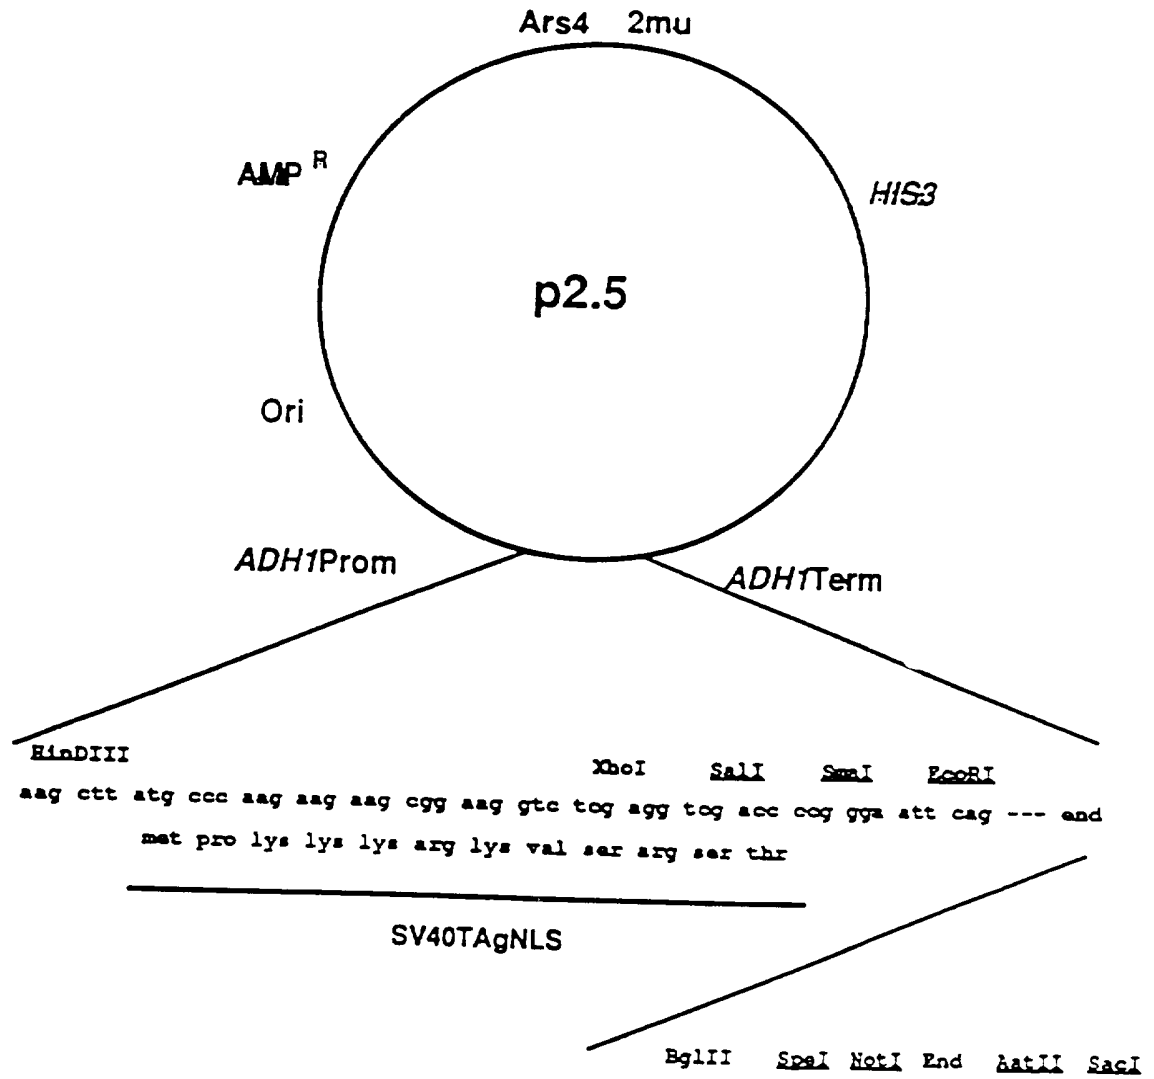 Ars4 2mu
AMP R
HIS3
p2.5
Ori
ADH1Prom
ADH1Term
HinDIII XhoI SalI SmaI EcoRI
aag ctt atg ccc aag aag aag cgg aag gtc tcg agg tcg acc ccg gga att cag --- end
met pro lys lys lys arg lys val ser arg ser thr
SV40TAgNLS
BglII SpeI NotI End AatII SacI